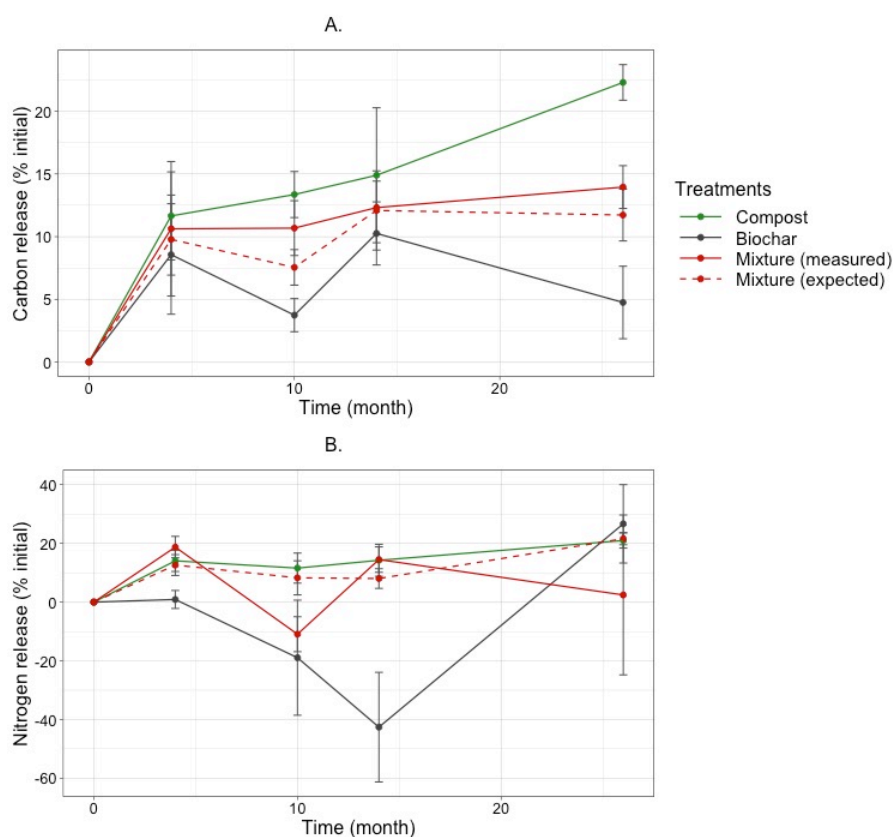 A.
Carbon release (% initial)
20
15
10
5
0
0 10 20
Time (month)
Treatments
Compost
Biochar
Mixture (measured)
Mixture (expected)
B.
Nitrogen release (% initial)
40
20
0
-20
-40
-60
0 10 20
Time (month)